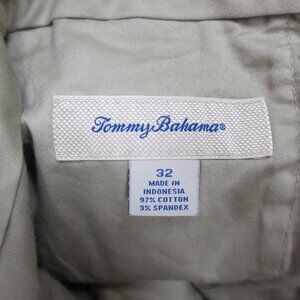 Tommy Bahama®
32
MADE IN
INDONESIA
97% COTTON
3% SPANDEX